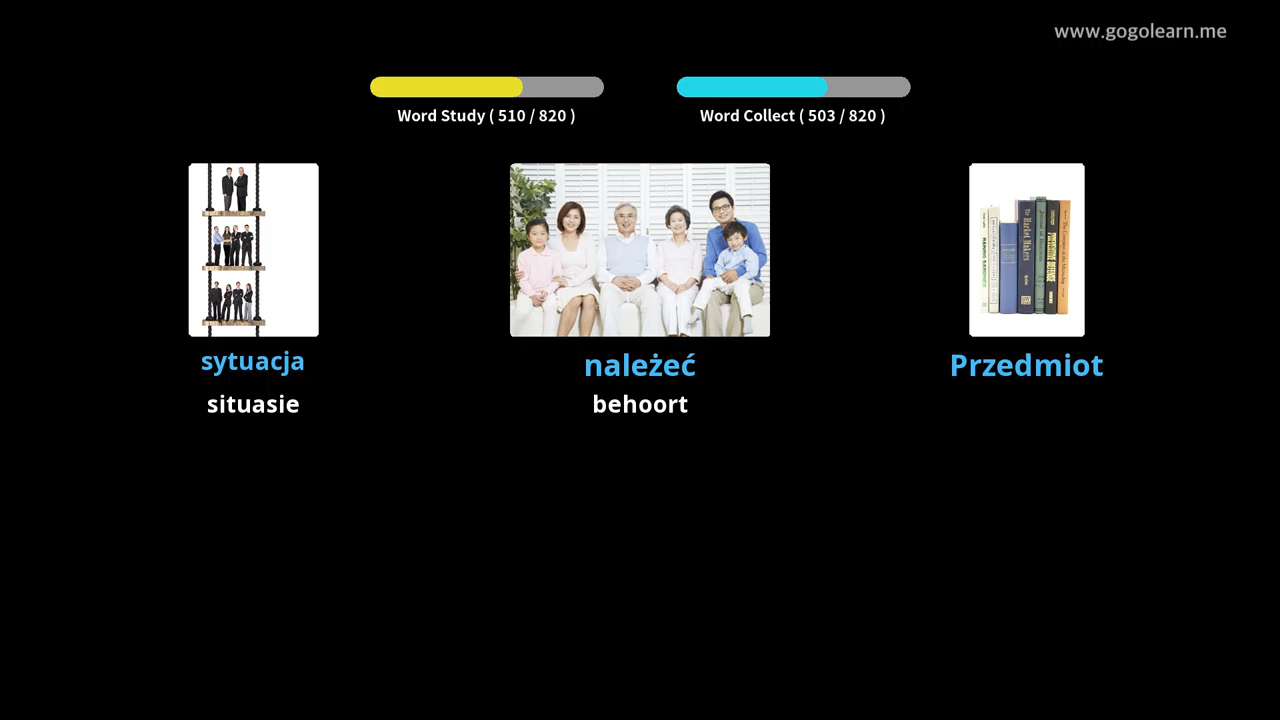 www.gogolearn.me
Word Study ( 510 / 820 )
Word Collect ( 503 / 820 )
sytuacja
należeć
Przedmiot
situasie
behoort